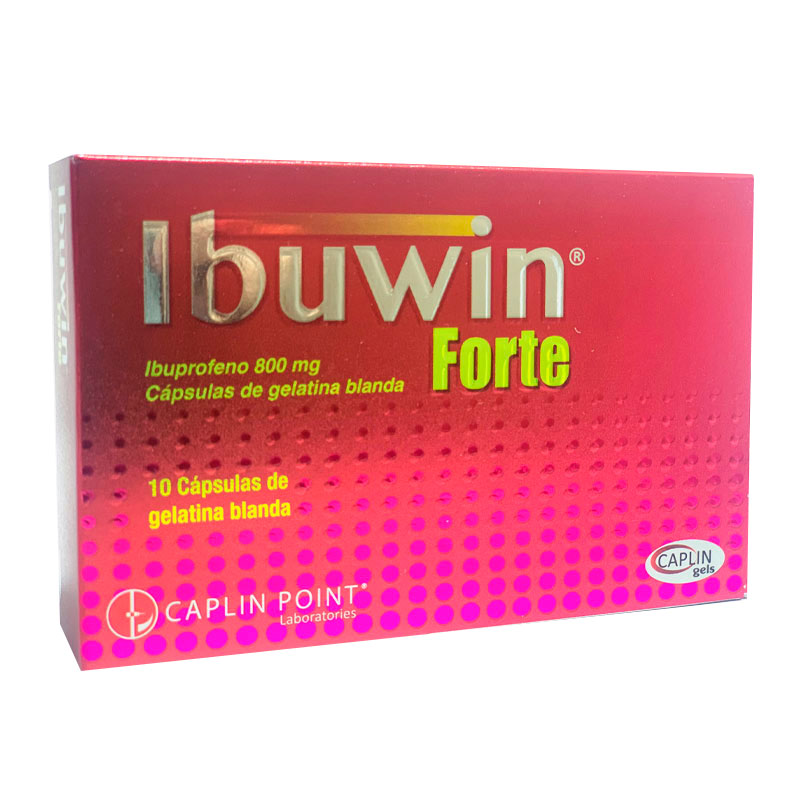 Ibuwin®
Forte
Ibuprofeno 800 mg
Cápsulas de gelatina blanda
10 Cápsulas de
gelatina blanda
CAPLIN POINT®
Laboratories
CAPLIN
gels
Ibuwin